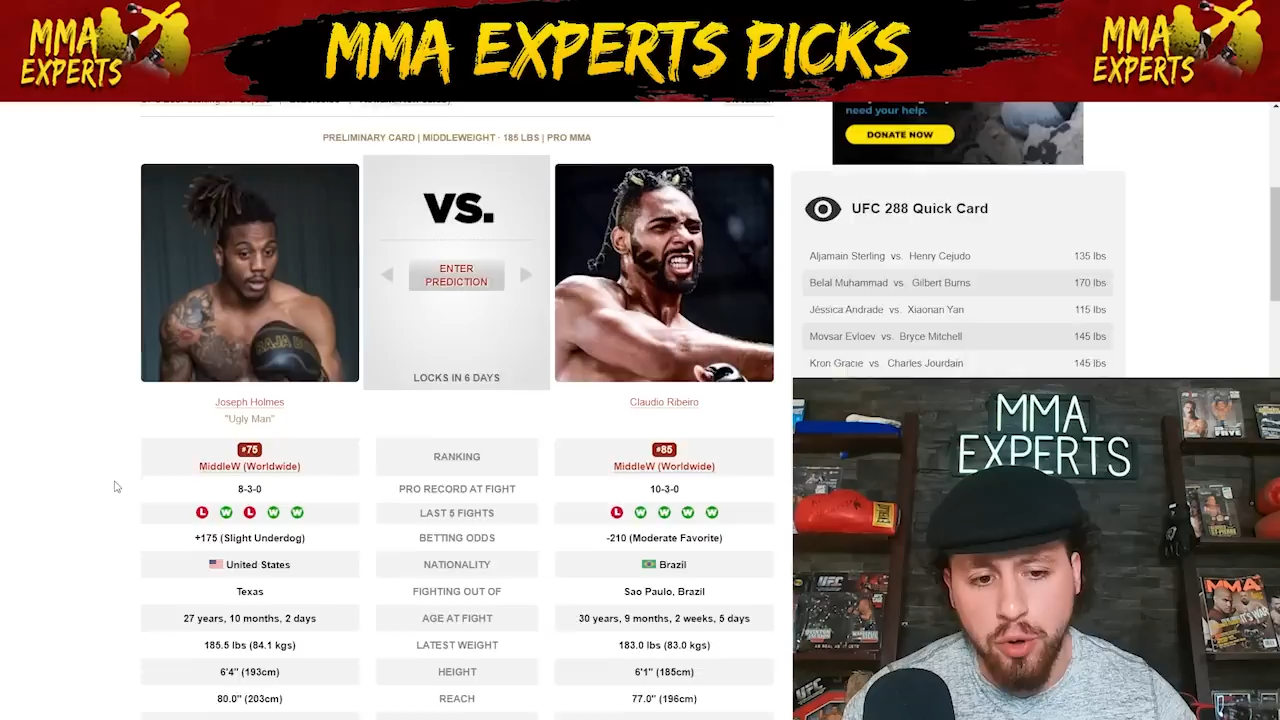 MMA EXPERTS
MMA EXPERTS PICKS
MMA EXPERTS
PRELIMINARY CARD | MIDDLEWEIGHT · 185 LBS | PRO MMA
need your help.
DONATE NOW
VS.
ENTER
PREDICTION
LOCKS IN 6 DAYS
Joseph Holmes
"Ugly Man"
Claudio Ribeiro
#75
MiddleW (Worldwide)
RANKING
#85
MiddleW (Worldwide)
8-3-0
PRO RECORD AT FIGHT
10-3-0
L W L W W
LAST 5 FIGHTS
L W W W W
+175 (Slight Underdog)
BETTING ODDS
-210 (Moderate Favorite)
United States
NATIONALITY
Brazil
Texas
FIGHTING OUT OF
Sao Paulo, Brazil
27 years, 10 months, 2 days
AGE AT FIGHT
30 years, 9 months, 2 weeks, 5 days
185.5 lbs (84.1 kgs)
LATEST WEIGHT
183.0 lbs (83.0 kgs)
6'4" (193cm)
HEIGHT
6'1" (185cm)
80.0" (203cm)
REACH
77.0" (196cm)
UFC 288 Quick Card
Aljamain Sterling vs. Henry Cejudo 135 lbs
Belal Muhammad vs. Gilbert Burns 170 lbs
Jéssica Andrade vs. Xiaonan Yan 115 lbs
Movsar Evloev vs. Bryce Mitchell 145 lbs
Kron Gracie vs. Charles Jourdain 145 lbs
MMA
EXPERTS
FRYE
UFC
MMA
UFC